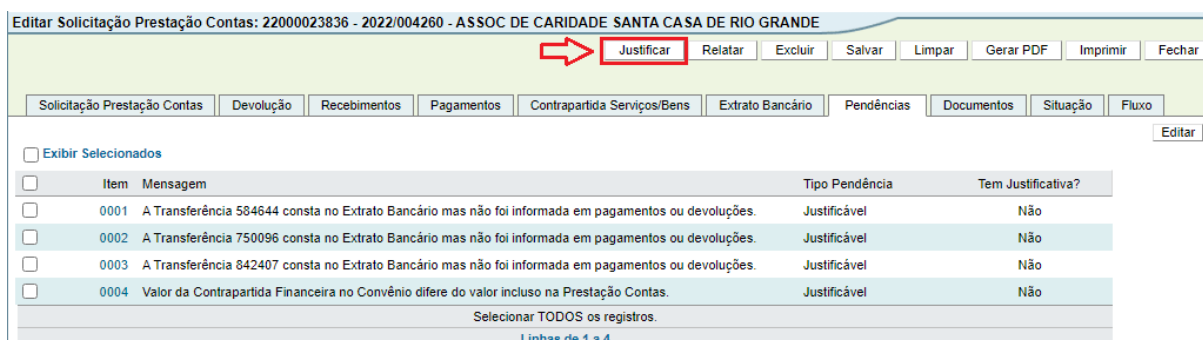 Editar Solicitação Prestação Contas: 22000023836 - 2022/004260 - ASSOC DE CARIDADE SANTA CASA DE RIO GRANDE
Justificar Relatar Excluir Salvar Limpar Gerar PDF Imprimir Fechar
Solicitação Prestação Contas Devolução Recebimentos Pagamentos Contrapartida Serviços/Bens Extrato Bancário Pendências Documentos Situação Fluxo
Editar
Exibir Selecionados
Item Mensagem Tipo Pendência Tem Justificativa?
0001 A Transferência 584644 consta no Extrato Bancário mas não foi informada em pagamentos ou devoluções. Justificável Não
0002 A Transferência 750096 consta no Extrato Bancário mas não foi informada em pagamentos ou devoluções. Justificável Não
0003 A Transferência 842407 consta no Extrato Bancário mas não foi informada em pagamentos ou devoluções. Justificável Não
0004 Valor da Contrapartida Financeira no Convênio difere do valor incluso na Prestação Contas. Justificável Não
Selecionar TODOS os registros.
Linhas de 1 a 4